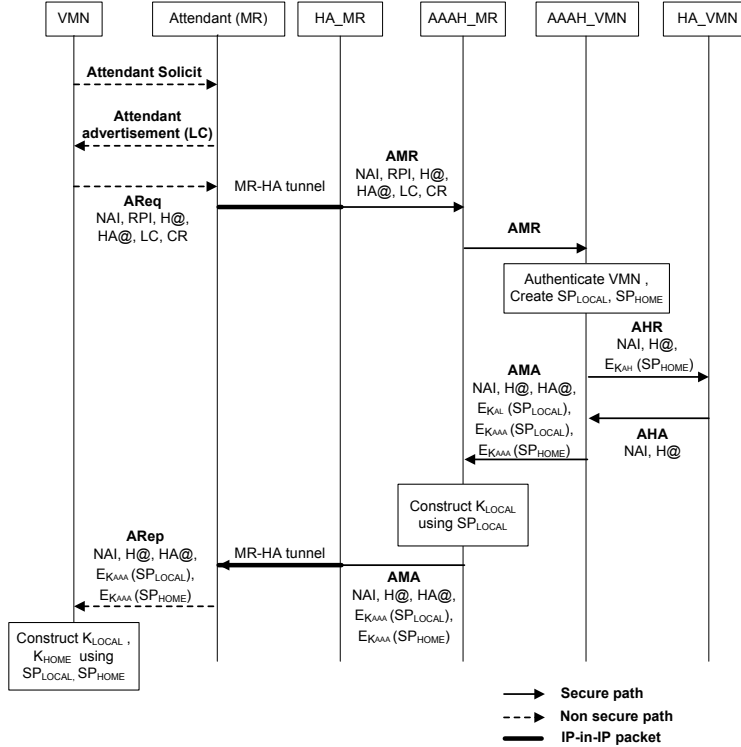 VMN
Attendant (MR)
HA_MR
AAAH_MR
AAAH_VMN
HA_VMN
Attendant Solicit
Attendant
advertisement (LC)
AReq
NAI, RPI, H@,
HA@, LC, CR
MR-HA tunnel
AMR
NAI, RPI, H@,
HA@, LC, CR
AMR
Authenticate VMN ,
Create SPLOCAL, SPHOME
AHR
NAI, H@,
EKAH (SPHOME)
AMA
NAI, H@, HA@,
EKAL (SPLOCAL),
EKAAA (SPLOCAL),
EKAAA (SPHOME)
AHA
NAI, H@
Construct KLOCAL
using SPLOCAL
ARep
NAI, H@, HA@,
EKAAA (SPLOCAL),
EKAAA (SPHOME)
MR-HA tunnel
AMA
NAI, H@, HA@,
EKAAA (SPLOCAL),
EKAAA (SPHOME)
Construct KLOCAL ,
KHOME using
SPLOCAL, SPHOME
Secure path
Non secure path
IP-in-IP packet